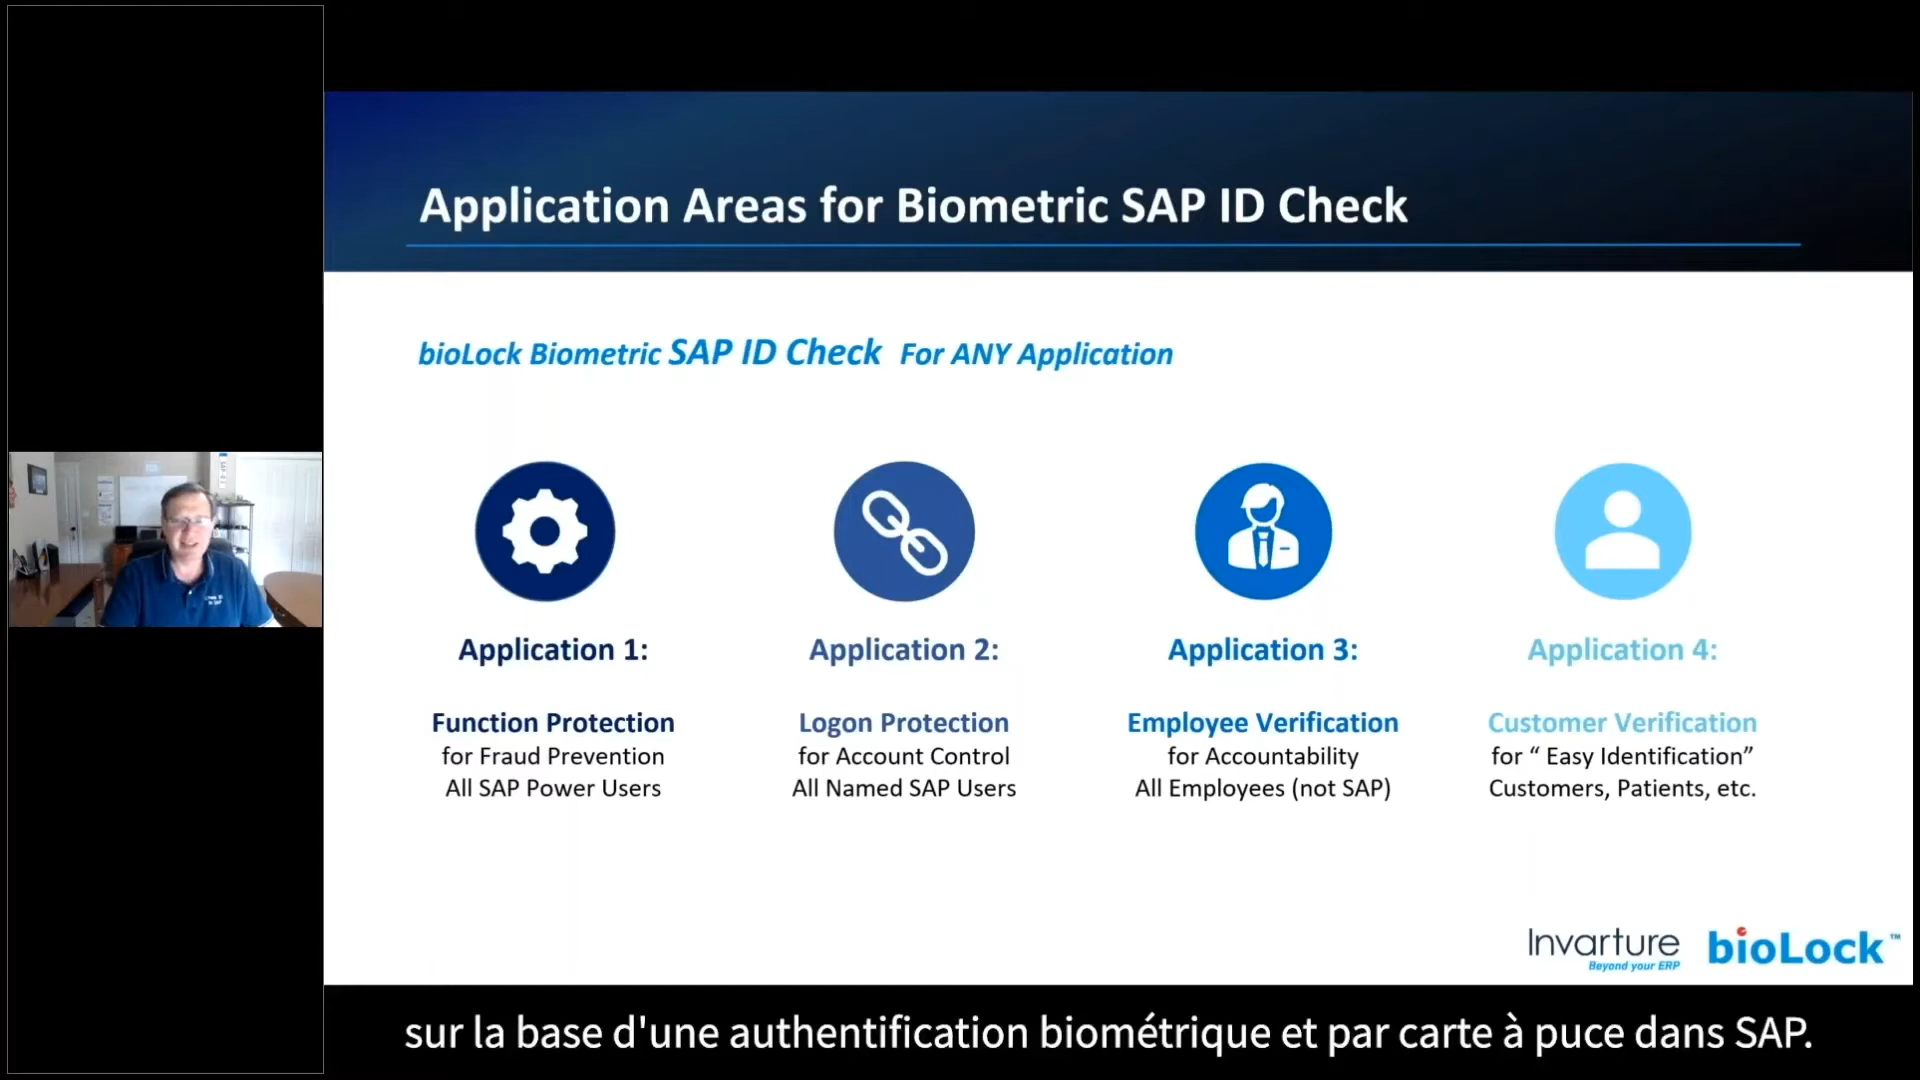 Application Areas for Biometric SAP ID Check
bioLock Biometric SAP ID Check For ANY Application
Application 1:
Function Protection
for Fraud Prevention
All SAP Power Users
Application 2:
Logon Protection
for Account Control
All Named SAP Users
Application 3:
Employee Verification
for Accountability
All Employees (not SAP)
Application 4:
Customer Verification
for “ Easy Identification”
Customers, Patients, etc.
Invarture
Beyond your ERP
bioLock™
sur la base d'une authentification biométrique et par carte à puce dans SAP.